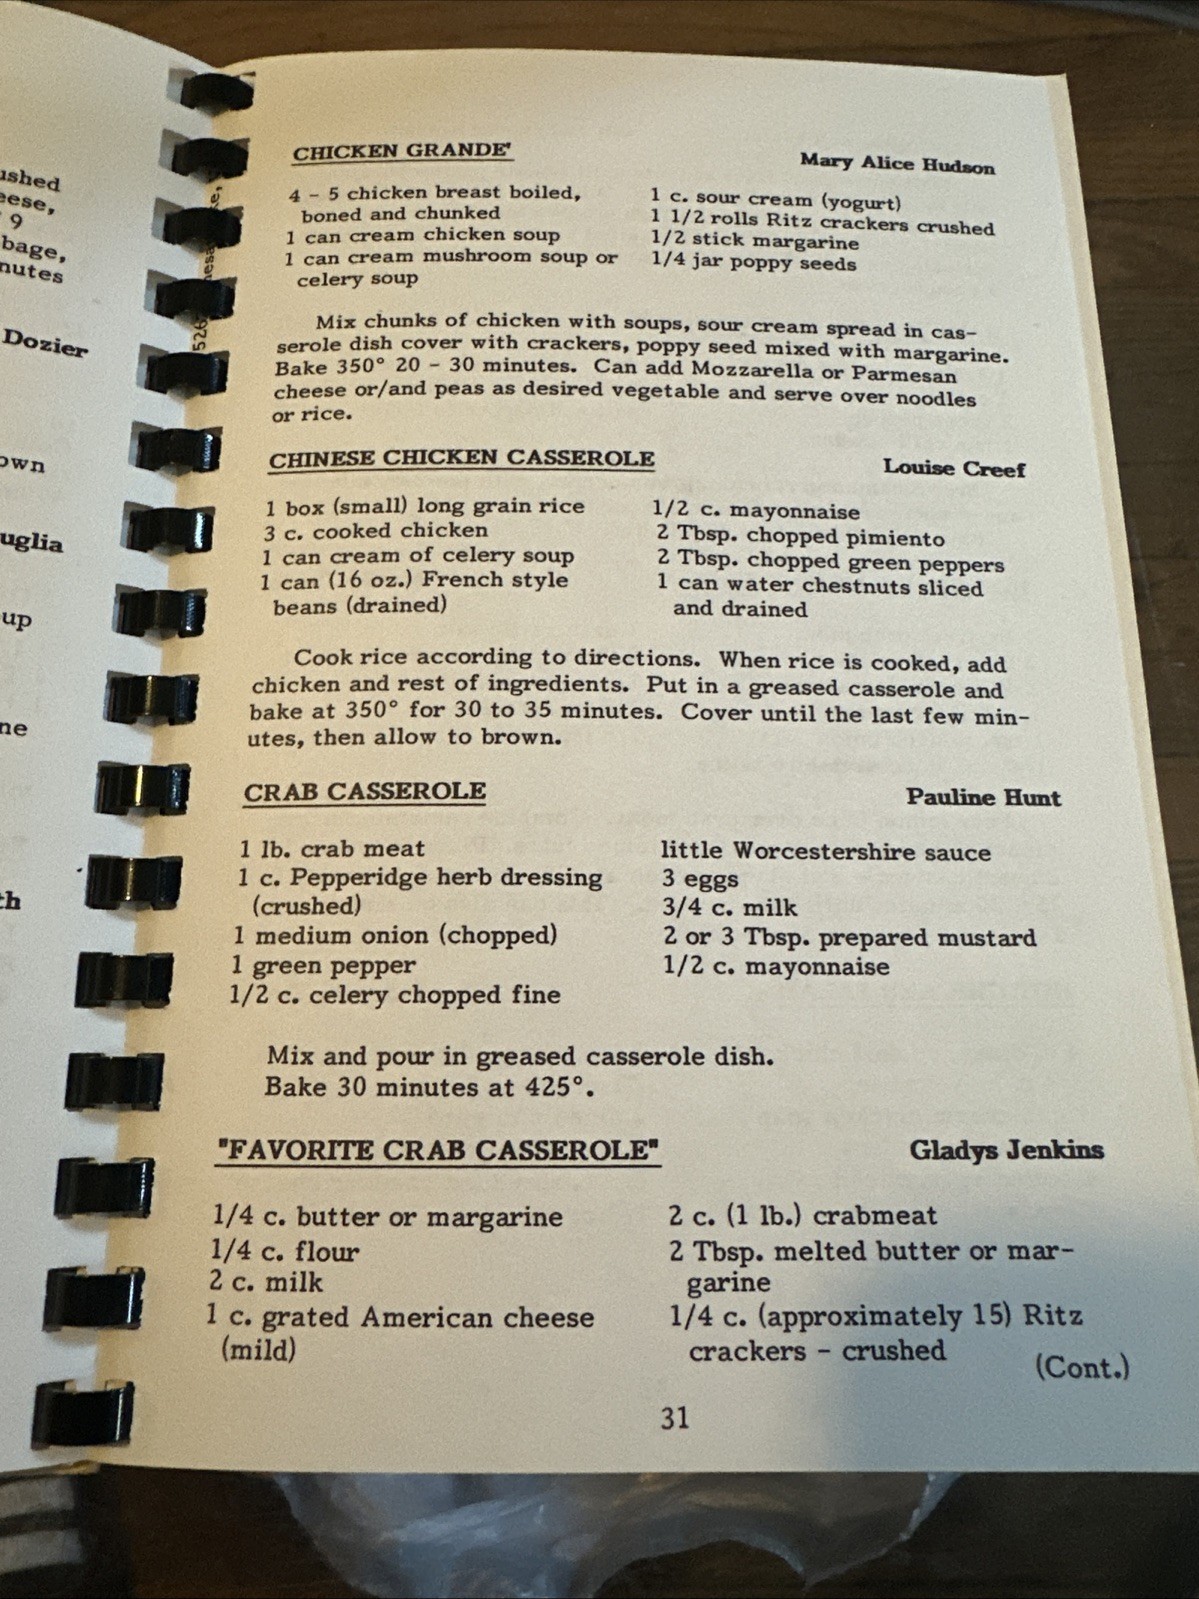 ushed
eese,
9
bage,
nutes
Dozier
own
uglia
up
ne
th
CHICKEN GRANDE'
Mary Alice Hudson
4 - 5 chicken breast boiled,
boned and chunked
1 can cream chicken soup
1 can cream mushroom soup or
celery soup
1 c. sour cream (yogurt)
1 1/2 rolls Ritz crackers crushed
1/2 stick margarine
1/4 jar poppy seeds
Mix chunks of chicken with soups, sour cream spread in cas-
serole dish cover with crackers, poppy seed mixed with margarine.
Bake 350° 20 - 30 minutes. Can add Mozzarella or Parmesan
cheese or/and peas as desired vegetable and serve over noodles
or rice.
CHINESE CHICKEN CASSEROLE
Louise Creef
1 box (small) long grain rice
3 c. cooked chicken
1 can cream of celery soup
1 can (16 oz.) French style
beans (drained)
1/2 c. mayonnaise
2 Tbsp. chopped pimiento
2 Tbsp. chopped green peppers
1 can water chestnuts sliced
and drained
Cook rice according to directions. When rice is cooked, add
chicken and rest of ingredients. Put in a greased casserole and
bake at 350° for 30 to 35 minutes. Cover until the last few min-
utes, then allow to brown.
CRAB CASSEROLE
Pauline Hunt
1 lb. crab meat
1 c. Pepperidge herb dressing
(crushed)
1 medium onion (chopped)
1 green pepper
1/2 c. celery chopped fine
little Worcestershire sauce
3 eggs
3/4 c. milk
2 or 3 Tbsp. prepared mustard
1/2 c. mayonnaise
Mix and pour in greased casserole dish.
Bake 30 minutes at 425°.
"FAVORITE CRAB CASSEROLE"
Gladys Jenkins
1/4 c. butter or margarine
1/4 c. flour
2 c. milk
1 c. grated American cheese
(mild)
2 c. (1 lb.) crabmeat
2 Tbsp. melted butter or mar-
garine
1/4 c. (approximately 15) Ritz
crackers - crushed
(Cont.)
31